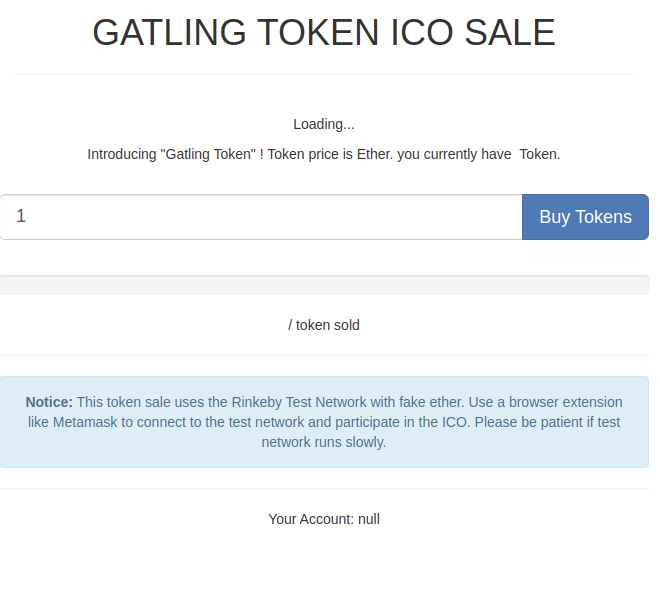 GATLING TOKEN ICO SALE
Loading...
Introducing "Gatling Token" ! Token price is Ether. you currently have  Token.
1
Buy Tokens
/ token sold
Notice: This token sale uses the Rinkeby Test Network with fake ether. Use a browser extension
like Metamask to connect to the test network and participate in the ICO. Please be patient if test
network runs slowly.
Your Account: null